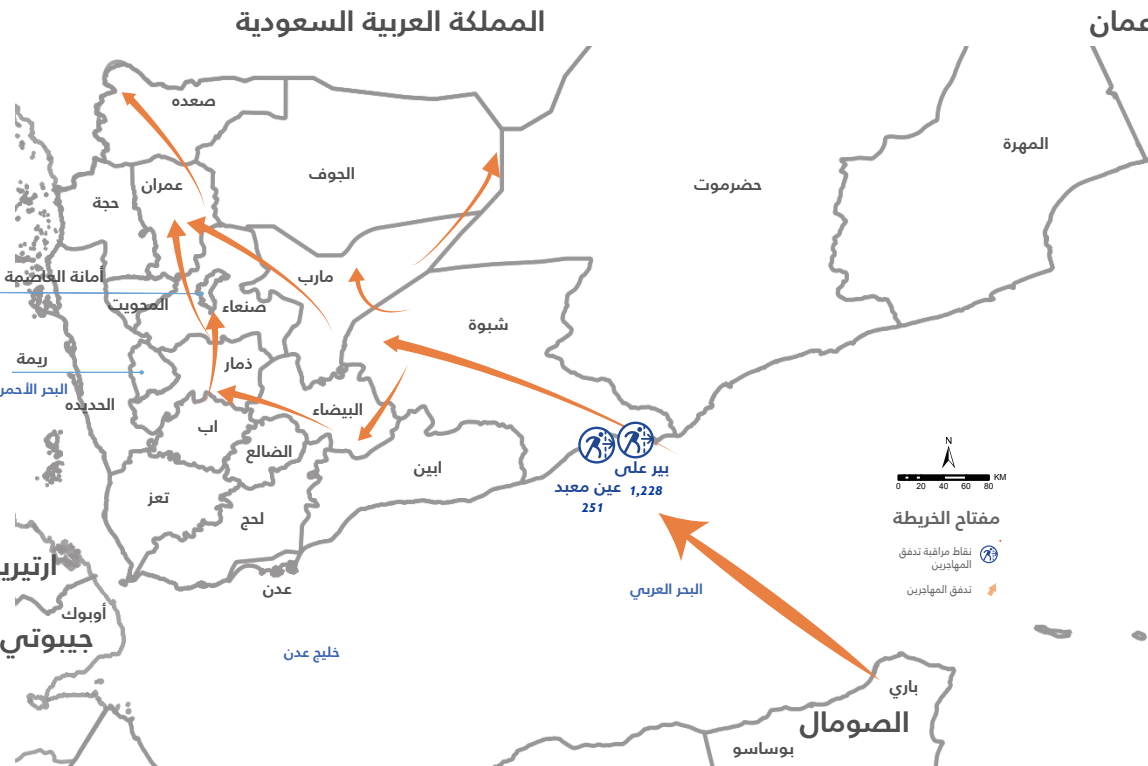 المملكة العربية السعودية
عمان
صعده
المهرة
الجوف
حضرموت
عمران
حجة
أمانة العاصمة
مارب
المحويت
صنعاء
شبوة
ريمة
ذمار
البحر الأحمر
الحديده
البيضاء
اب
الضالع
ابين
بير على
1,228
عين معبد
251
تعز
لحج
عدن
N
KM
0 20 40 60 80
مفتاح الخريطة
نقاط مراقبة تدفق
المهاجرين
تدفق المهاجرين
ارتيريا
أوبوك
جيبوتي
البحر العربي
خليج عدن
باري
الصومال
بوساسو